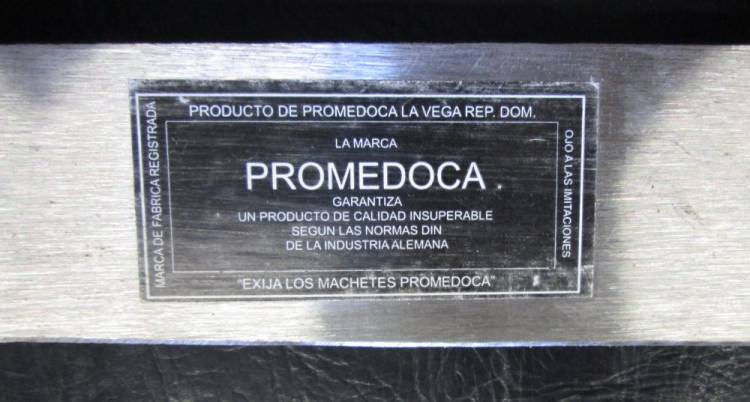 PRODUCTO DE PROMEDOCA LA VEGA REP. DOM.
MARCA DE FABRICA REGISTRADA
LA MARCA
PROMEDOCA
GARANTIZA
UN PRODUCTO DE CALIDAD INSUPERABLE
SEGUN LAS NORMAS DIN
DE LA INDUSTRIA ALEMANA
OJO A LAS IMITACIONES
"EXIJA LOS MACHETES PROMEDOCA"